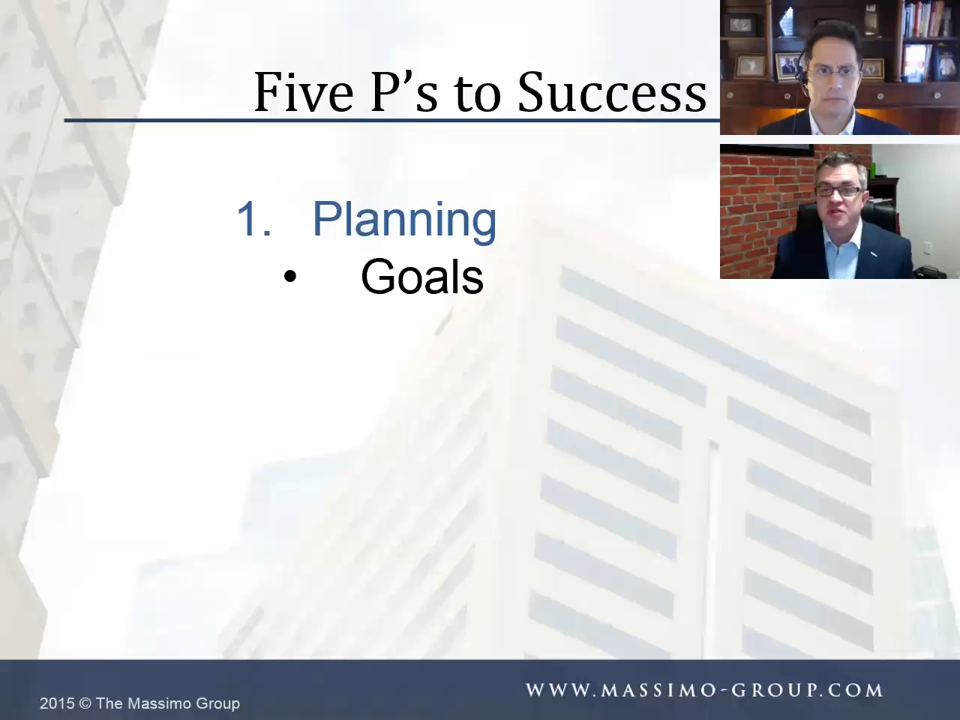 Five P’s to Success
1. Planning
• Goals
2015 © The Massimo Group
WWW.MASSIMO-GROUP.COM